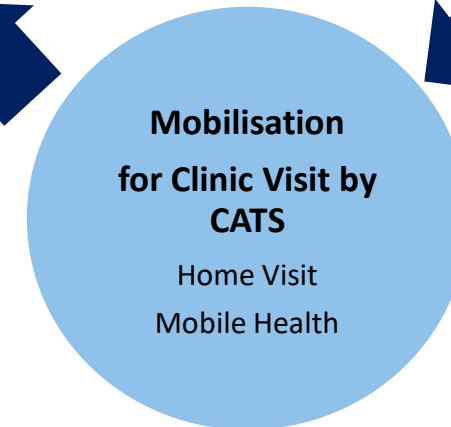 Mobilisation
for Clinic Visit by
CATS
Home Visit
Mobile Health